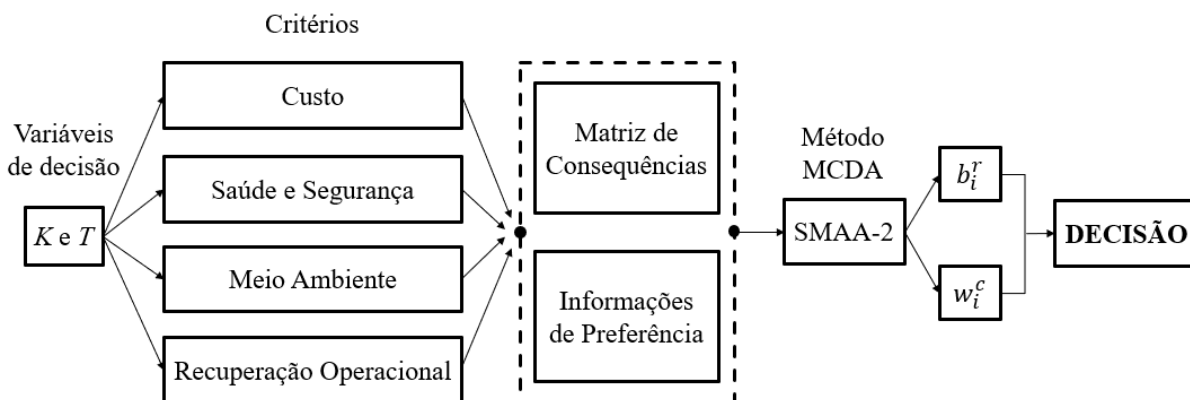 Critérios
Variáveis
de decisão
K e T
Custo
Saúde e Segurança
Meio Ambiente
Recuperação Operacional
Matriz de
Consequências
Informações
de Preferência
Método
MCDA
SMAA-2
b_i^r
w_i^c
DECISÃO